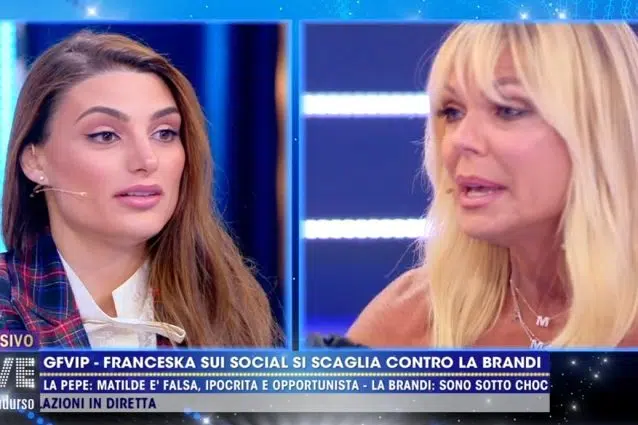 SIVO
GFVIP - FRANCESKA SUI SOCIAL SI SCAGLIA CONTRO LA BRANDI
VE
LA PEPE: MATILDE E' FALSA, IPOCRITA E OPPORTUNISTA - LA BRANDI: SONO SOTTO CHOC
ndurso
AZIONI IN DIRETTA
M M